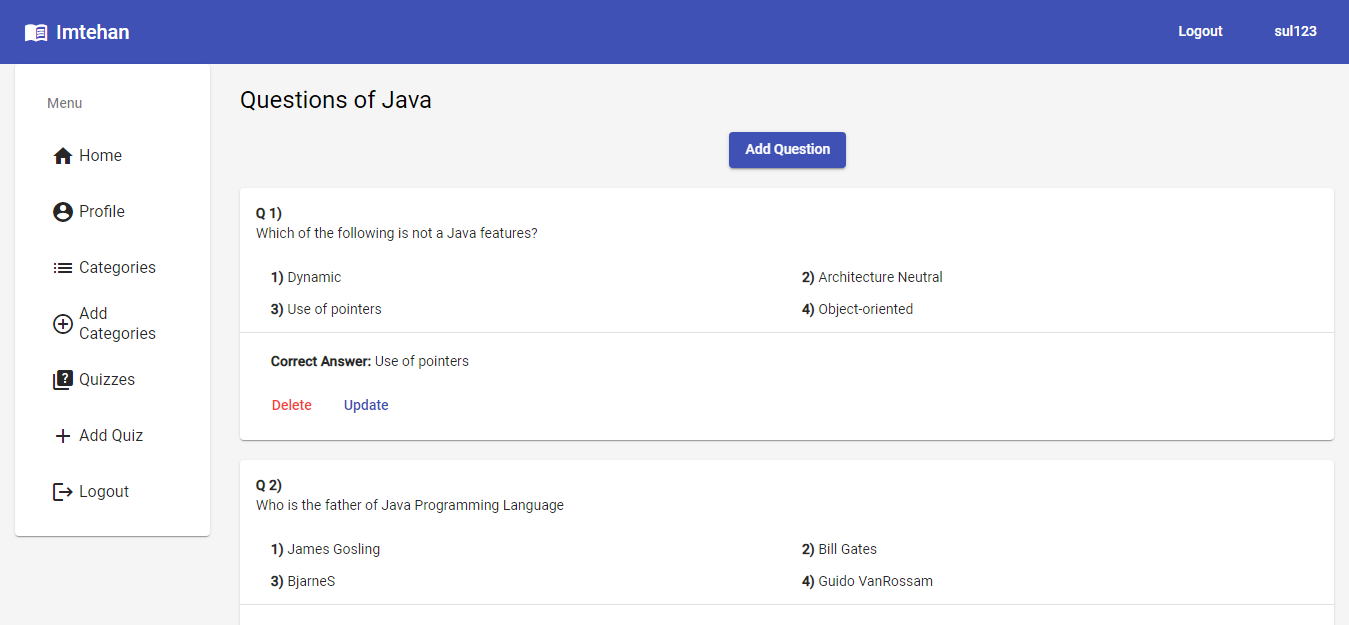 Imtehan
Logout
sul123
Menu
Home
Profile
Categories
Add
Categories
Quizzes
Add Quiz
Logout
Questions of Java
Add Question
Q 1)
Which of the following is not a Java features?
1) Dynamic
2) Architecture Neutral
3) Use of pointers
4) Object-oriented
Correct Answer: Use of pointers
Delete
Update
Q 2)
Who is the father of Java Programming Language
1) James Gosling
2) Bill Gates
3) BjarneS
4) Guido VanRossam